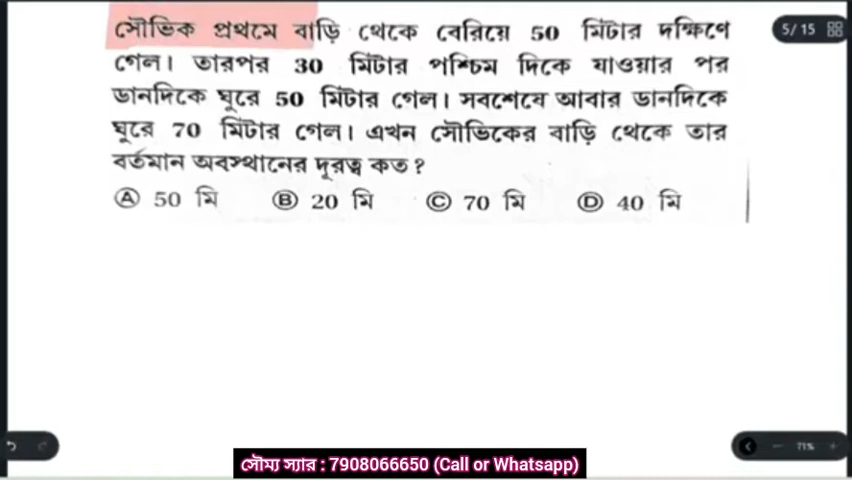 সৌভিক প্রথমে বাড়ি থেকে বেরিয়ে 50 মিটার দক্ষিণে
গেল। তারপর 30 মিটার পশ্চিম দিকে যাওয়ার পর
ডানদিকে ঘুরে 50 মিটার গেল। সবশেষে আবার ডানদিকে
ঘুরে 70 মিটার গেল। এখন সৌভিকের বাড়ি থেকে তার
বর্তমান অবস্থানের দূরত্ব কত?
Ⓐ 50 মি Ⓑ 20 মি Ⓒ 70 মি Ⓓ 40 মি
5/15
71%
সৌম্য স্যার : 7908066650 (Call or Whatsapp)